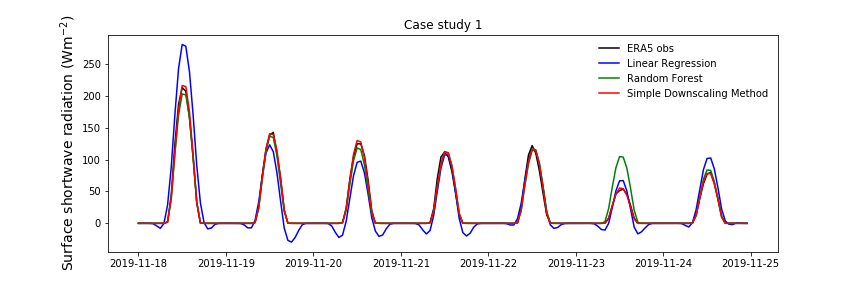 Case study 1
Surface shortwave radiation (Wm⁻²)
250
200
150
100
50
0
ERA5 obs
Linear Regression
Random Forest
Simple Downscaling Method
2019-11-18 2019-11-19 2019-11-20 2019-11-21 2019-11-22 2019-11-23 2019-11-24 2019-11-25